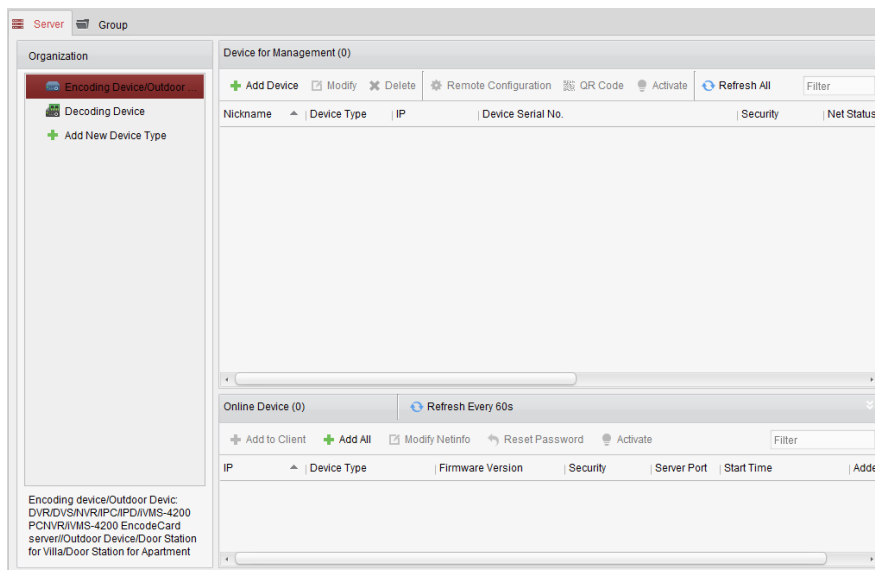 Server Group
Organization
Encoding Device/Outdoor ...
Decoding Device
Add New Device Type
Encoding device/Outdoor Devic:
DVR/DVS/NVR/IPC/IPD/iVMS-4200
PCNVR/iVMS-4200 EncodeCard
server//Outdoor Device/Door Station
for Villa/Door Station for Apartment
Device for Management (0)
Add Device Modify Delete Remote Configuration QR Code Activate Refresh All Filter
Nickname Device Type IP Device Serial No. Security Net Status
Online Device (0) Refresh Every 60s
Add to Client Add All Modify Netinfo Reset Password Activate Filter
IP Device Type Firmware Version Security Server Port Start Time Adde